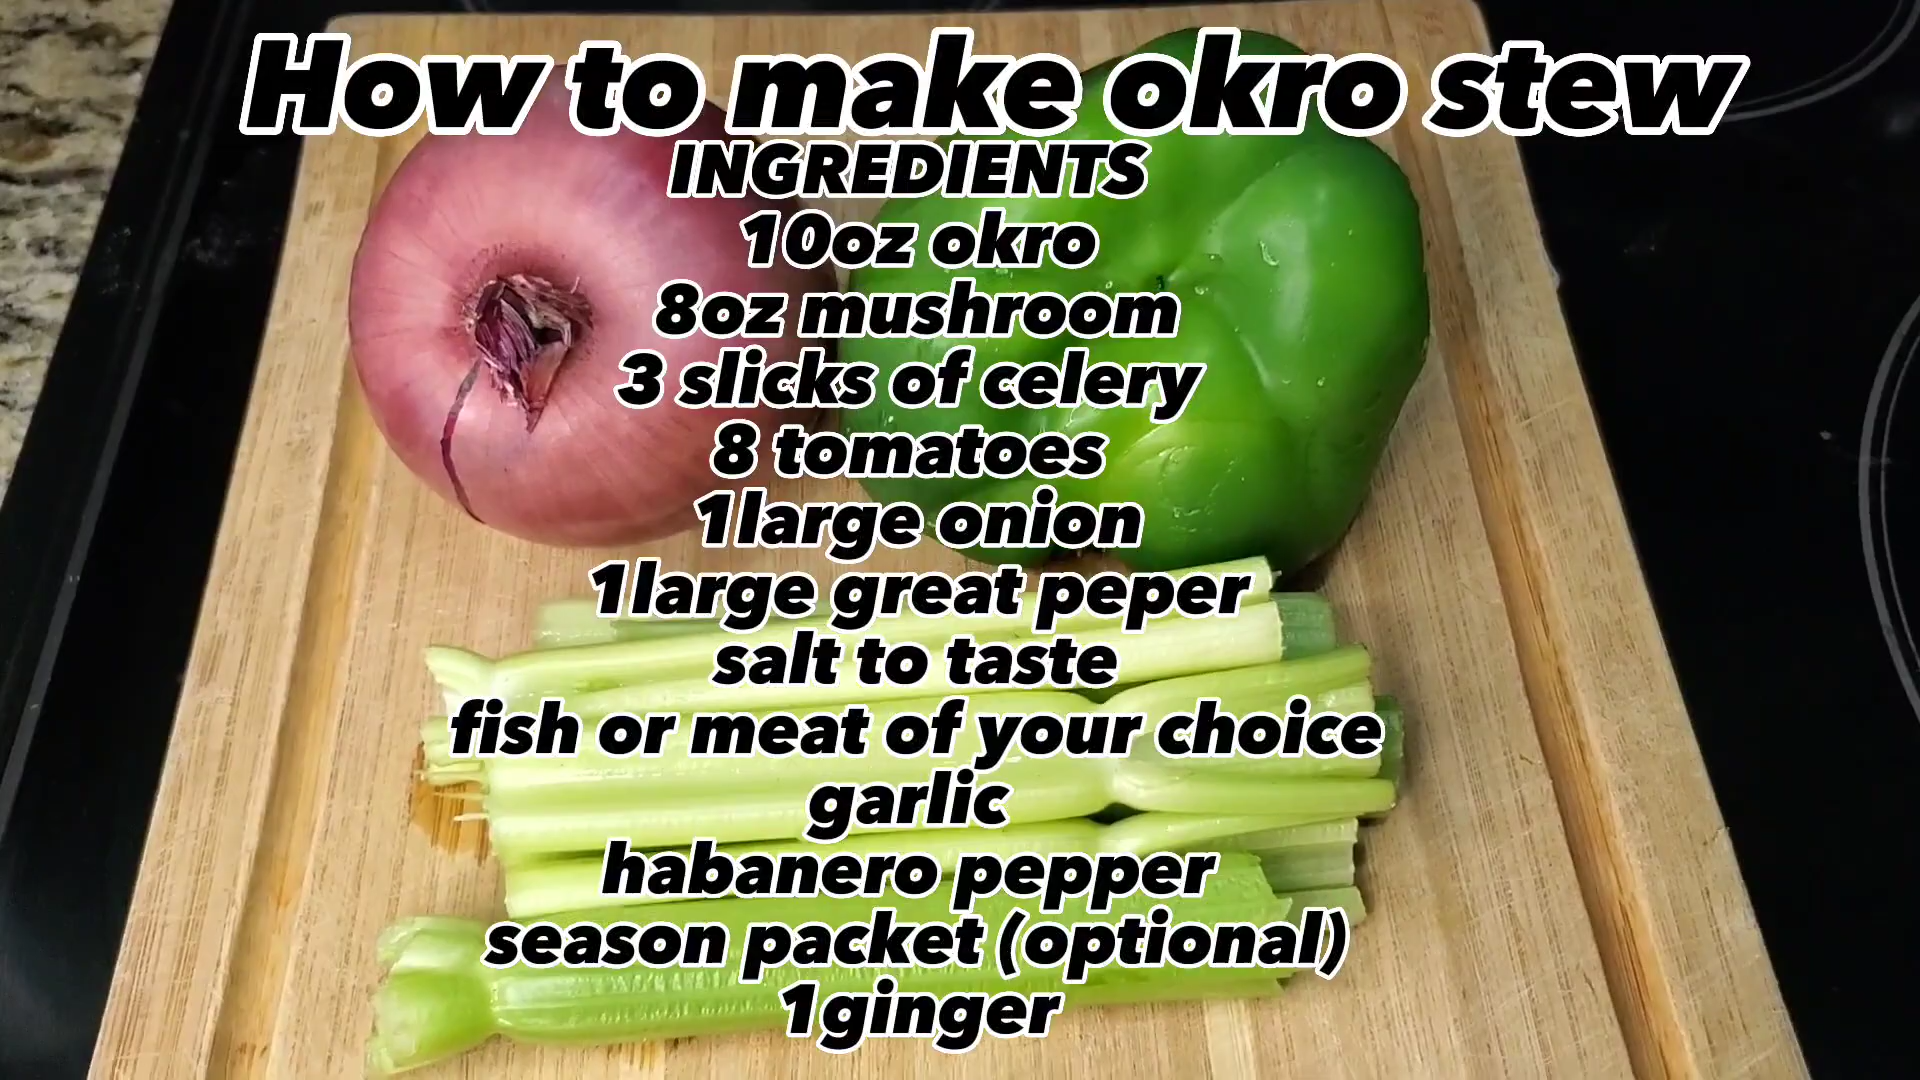 How to make okro stew
INGREDIENTS
10oz okro
8oz mushroom
3 slicks of celery
8 tomatoes
1large onion
1large great peper
salt to taste
fish or meat of your choice
garlic
habanero pepper
season packet (optional)
1ginger